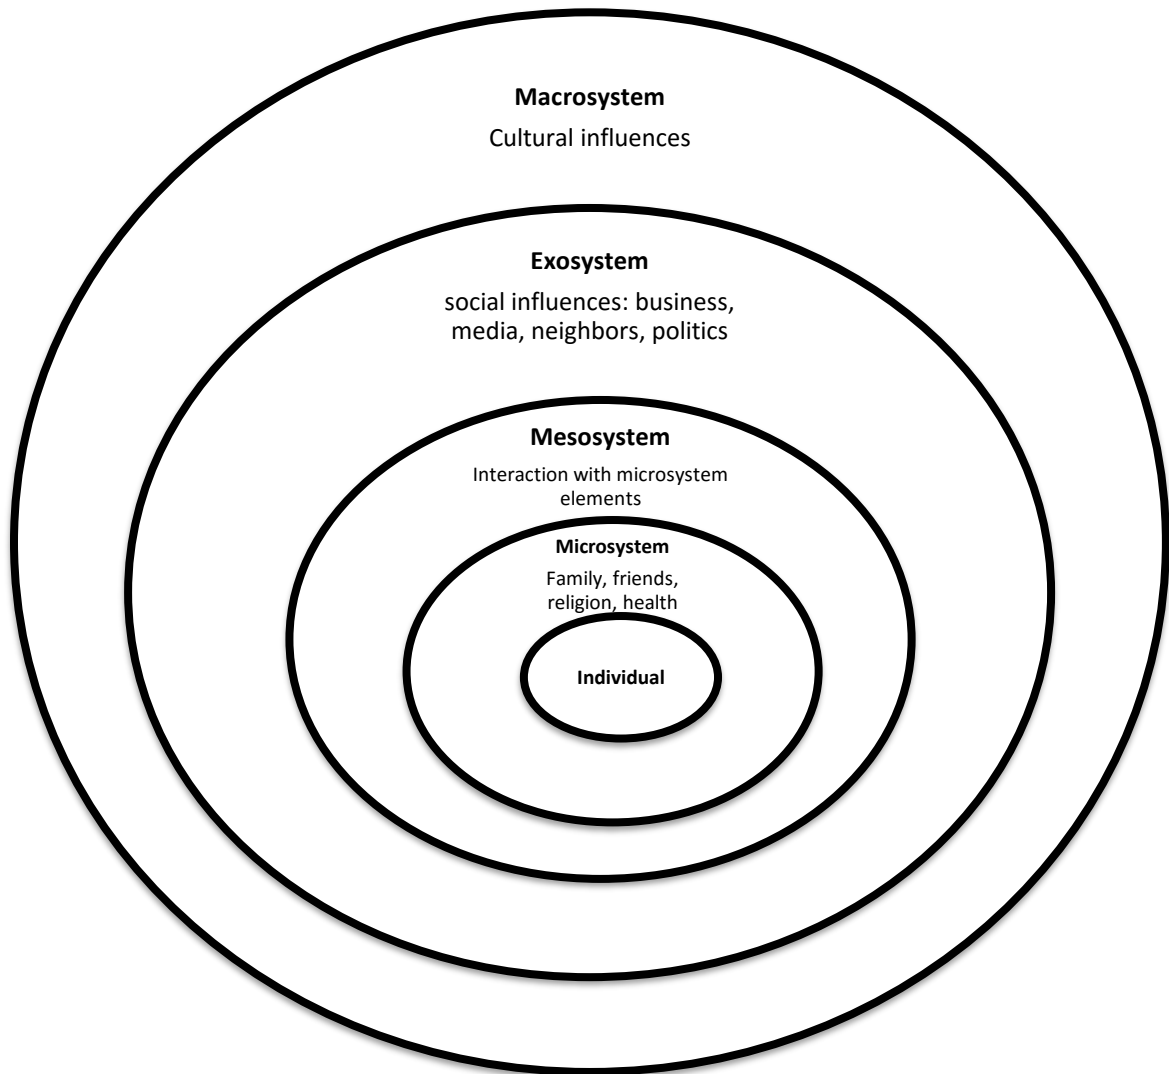 Macrosystem
Cultural influences
Exosystem
social influences: business,
media, neighbors, politics
Mesosystem
Interaction with microsystem
elements
Microsystem
Family, friends,
religion, health
Individual